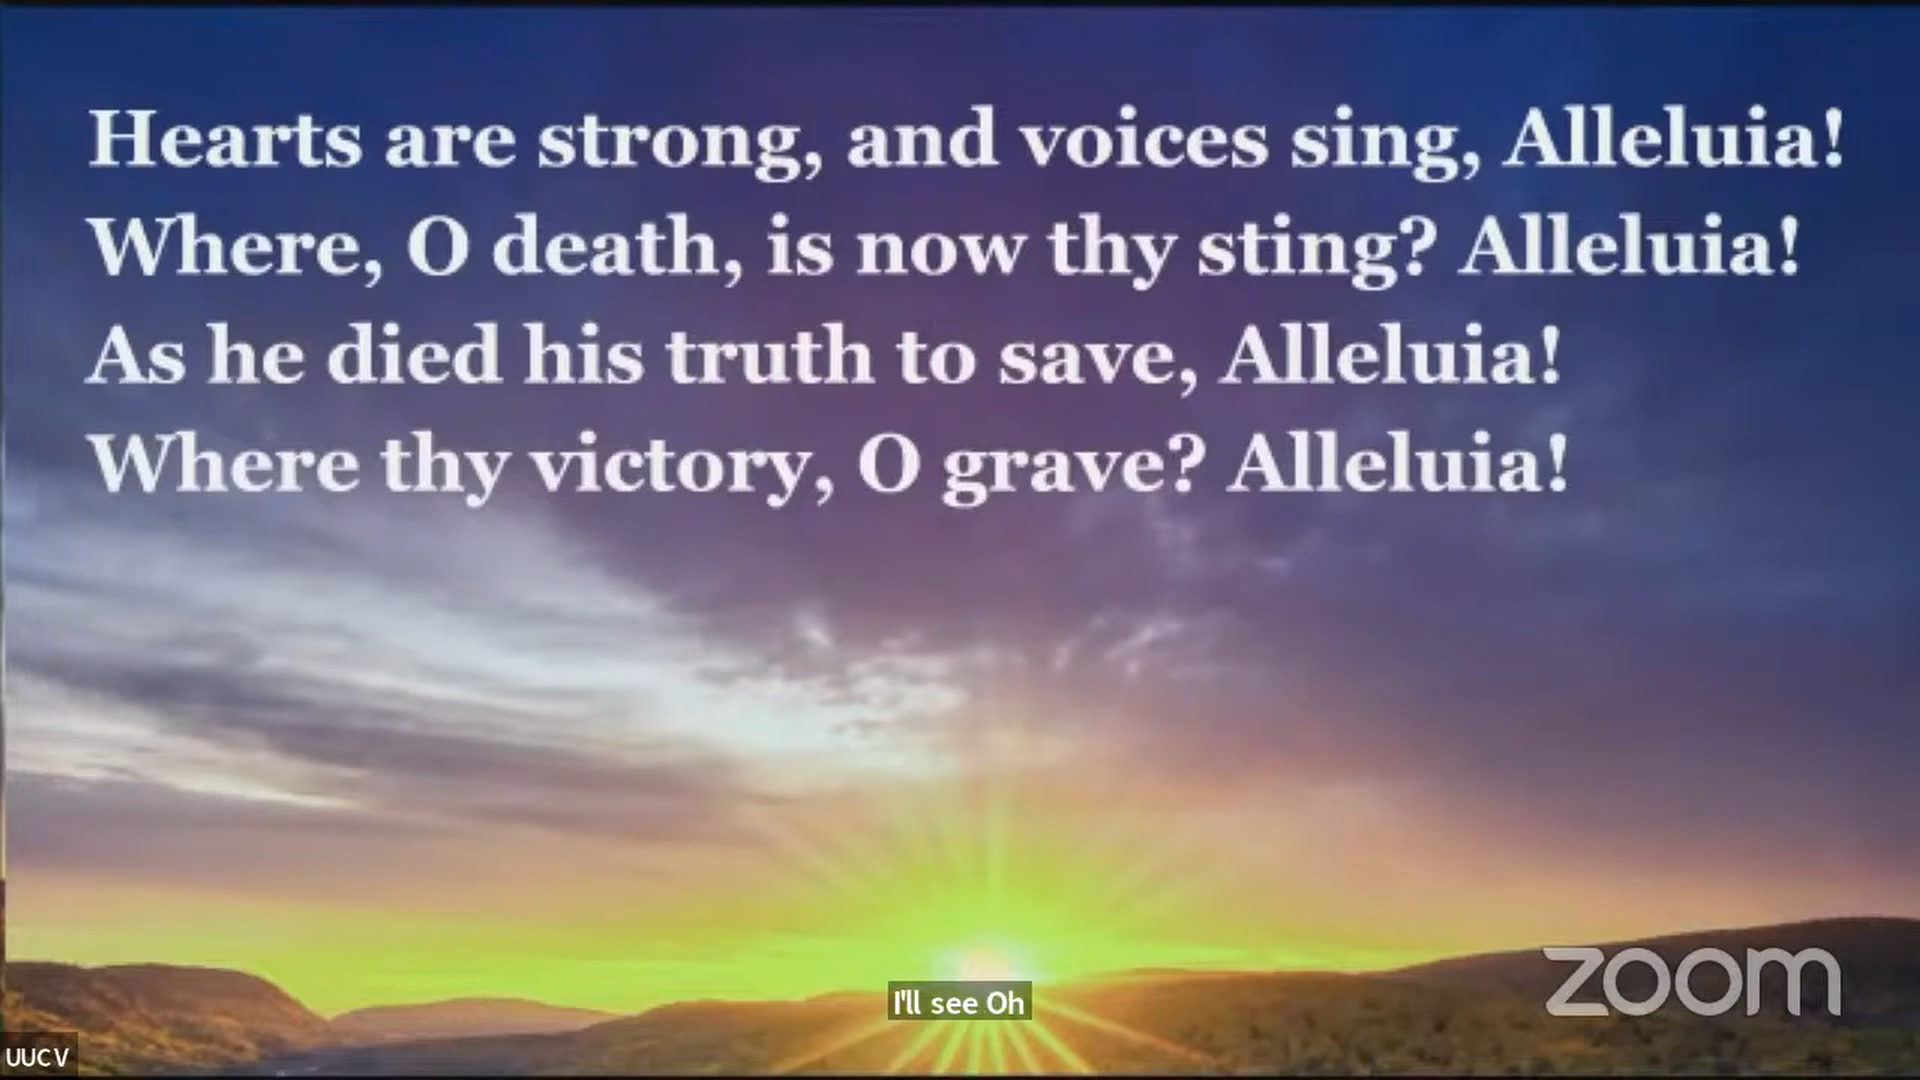 Hearts are strong, and voices sing, Alleluia!
Where, O death, is now thy sting? Alleluia!
As he died his truth to save, Alleluia!
Where thy victory, O grave? Alleluia!
zoom
I'll see Oh
UUCV